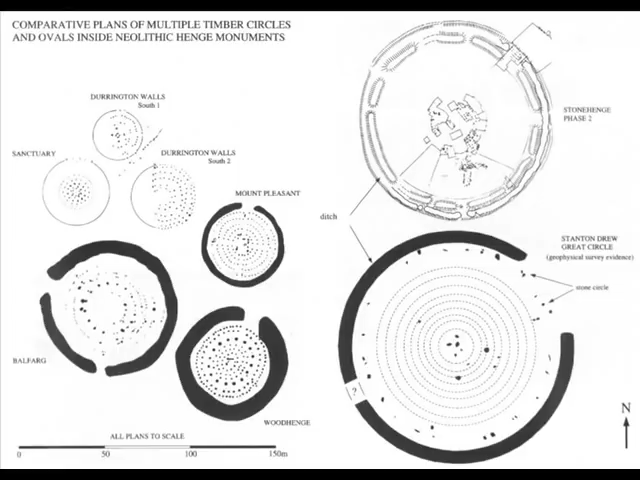 COMPARATIVE PLANS OF MULTIPLE TIMBER CIRCLES
AND OVALS INSIDE NEOLITHIC HENGE MONUMENTS
DURRINGTON WALLS
South 1
SANCTUARY
DURRINGTON WALLS
South 2
MOUNT PLEASANT
BALFARG
WOODHENGE
ALL PLANS TO SCALE
0 50 100 150m
STONEHENGE
PHASE 2
ditch
STANTON DREW
GREAT CIRCLE
(geophysical survey evidence)
stone circle
?
N